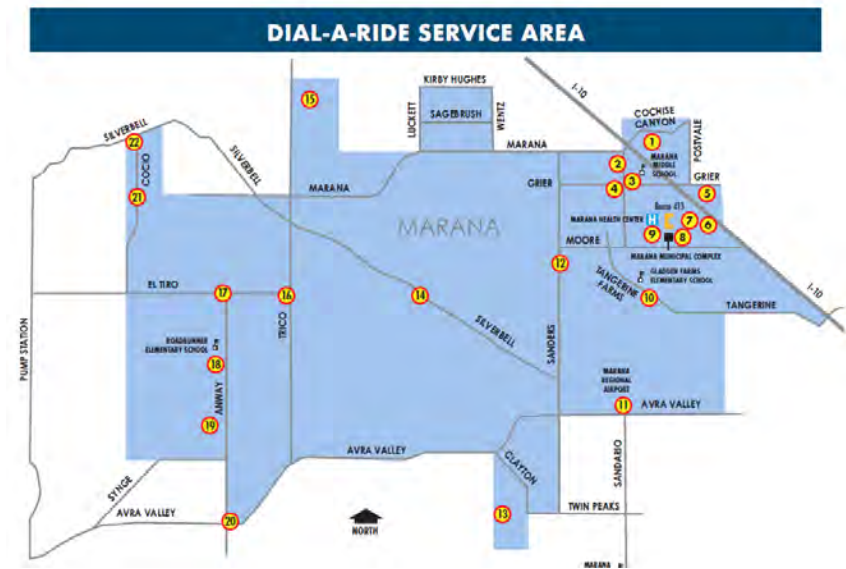 DIAL-A-RIDE SERVICE AREA
KIRBY HUGHES
I-10
15
LUCKETT
SAGEBRUSH
WENTZ
COCHISE
CANYON
POSTVALE
SILVERBELL
22
1
MARANA
2
MARANA
MIDDLE
SCHOOL
COCIO
SILVERBELL
3
GRIER
GRIER
MARANA
4
5
21
Route 413
MARANA
MARANA HEALTH CENTER
H
7
6
9
8
MOORE
MARANA MUNICIPAL COMPLEX
12
GLADDEN FARMS
ELEMENTARY SCHOOL
TANGERINE
FARMS
EL TIRO
17
16
14
10
TANGERINE
I-10
PUMP STATION
TRICO
SILVERBELL
SANDERS
ROADRUNNER
ELEMENTARY SCHOOL
18
MARANA
REGIONAL
AIRPORT
ANWAY
11
AVRA VALLEY
19
AVRA VALLEY
CLAYTON
SANDARIO
SYNGE
AVRA VALLEY
20
13
TWIN PEAKS
NORTH
MARANA